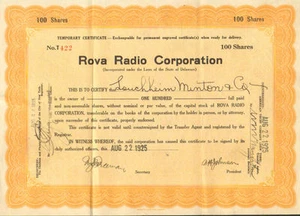 100 Shares 100 Shares
TEMPORARY CERTIFICATE—Exchangeable for permanent engraved certificate(s) when ready for delivery.
No. T422 100 Shares
Rova Radio Corporation
(Incorporated under the Laws of the State of Delaware)
THIS IS TO CERTIFY Louchheim Minton & Co
is the owner of ONE HUNDRED full paid
and non-assessable shares, without nominal or par value, of the capital stock of ROVA RADIO
CORPORATION, transferable on the books of the corporation by the holder in person, or by attorney,
upon surrender of this certificate, properly endorsed.
This certificate is not valid until countersigned by the Transfer Agent and registered by the
Registrar.
IN WITNESS WHEREOF, the said corporation has caused this certificate to be signed by its
duly authorized officers, this AUG 22 1925
Secretary
AUG 22 1925